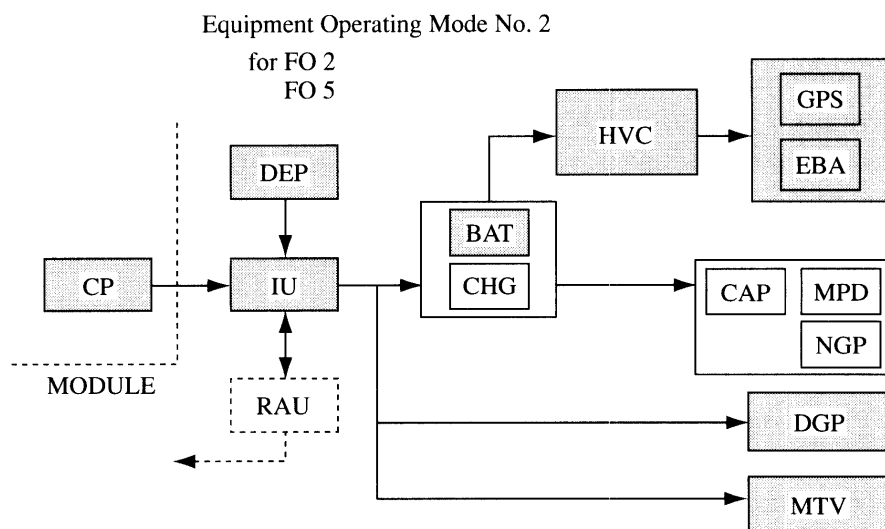 Equipment Operating Mode No. 2
for FO 2
FO 5
GPS
HVC
EBA
DEP
BAT
CP
IU
CHG
CAP
MPD
NGP
MODULE
RAU
DGP
MTV